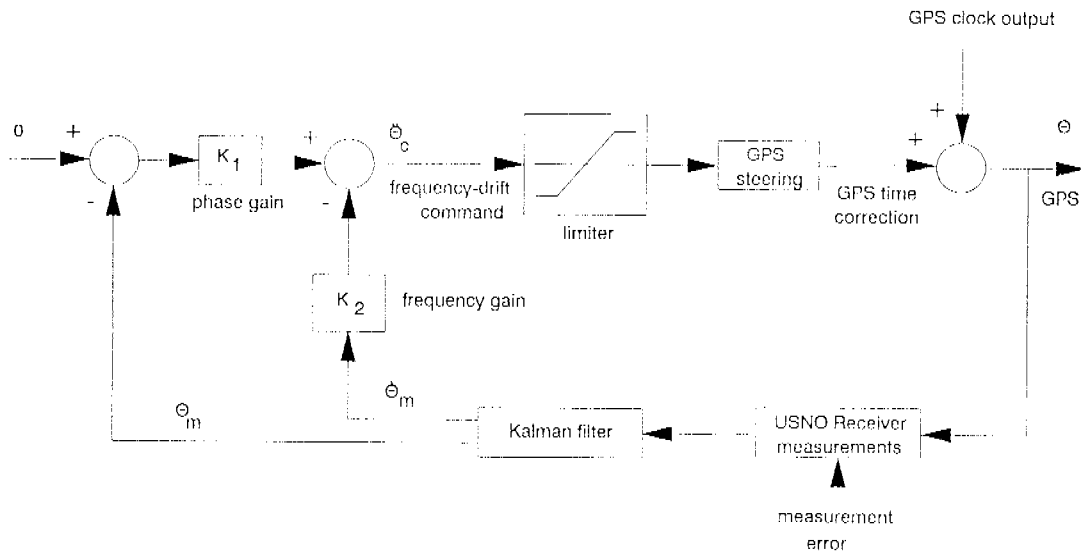 GPS clock output
0
+
-
K1
phase gain
+
-
Θ̈c
frequency-drift
command
limiter
GPS
steering
GPS time
correction
+
+
Θ
GPS
K2
frequency gain
Θm
Θ̇m
Kalman filter
USNO Receiver
measurements
measurement
error